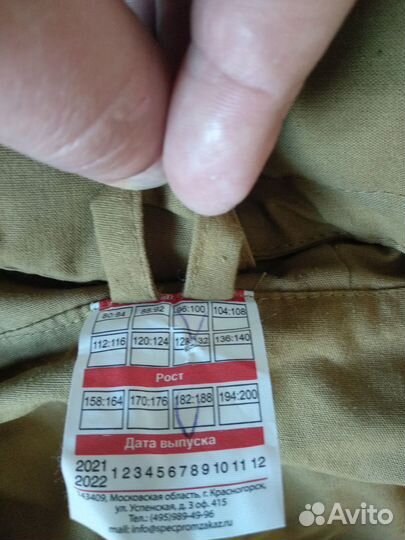 80:84 88:92 96:100 104:108
112:116 120:124 128:132 136:140
Рост
158:164 170:176 182:188 194:200
Дата выпуска
2021
2022 1 2 3 4 5 6 7 8 9 10 11 12
143409, Московская область, г. Красногорск,
ул. Успенская, д. 3 оф. 415
Тел.: (495)989-49-96
mail: info@specpromzakaz.ru
Avito